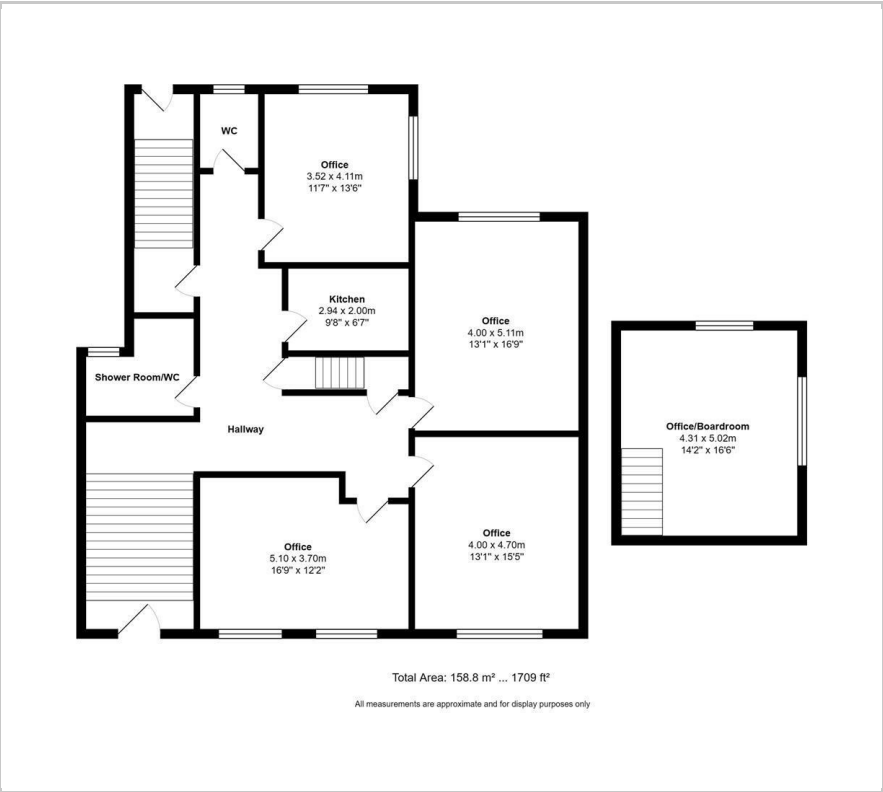 WC
Office
3.52 x 4.11m
11'7" x 13'6"
Kitchen
2.94 x 2.00m
9'8" x 6'7"
Office
4.00 x 5.11m
13'1" x 16'9"
Shower Room/WC
Hallway
Office/Boardroom
4.31 x 5.02m
14'2" x 16'6"
Office
5.10 x 3.70m
16'9" x 12'2"
Office
4.00 x 4.70m
13'1" x 15'5"
Total Area: 158.8 m² ... 1709 ft²
All measurements are approximate and for display purposes only